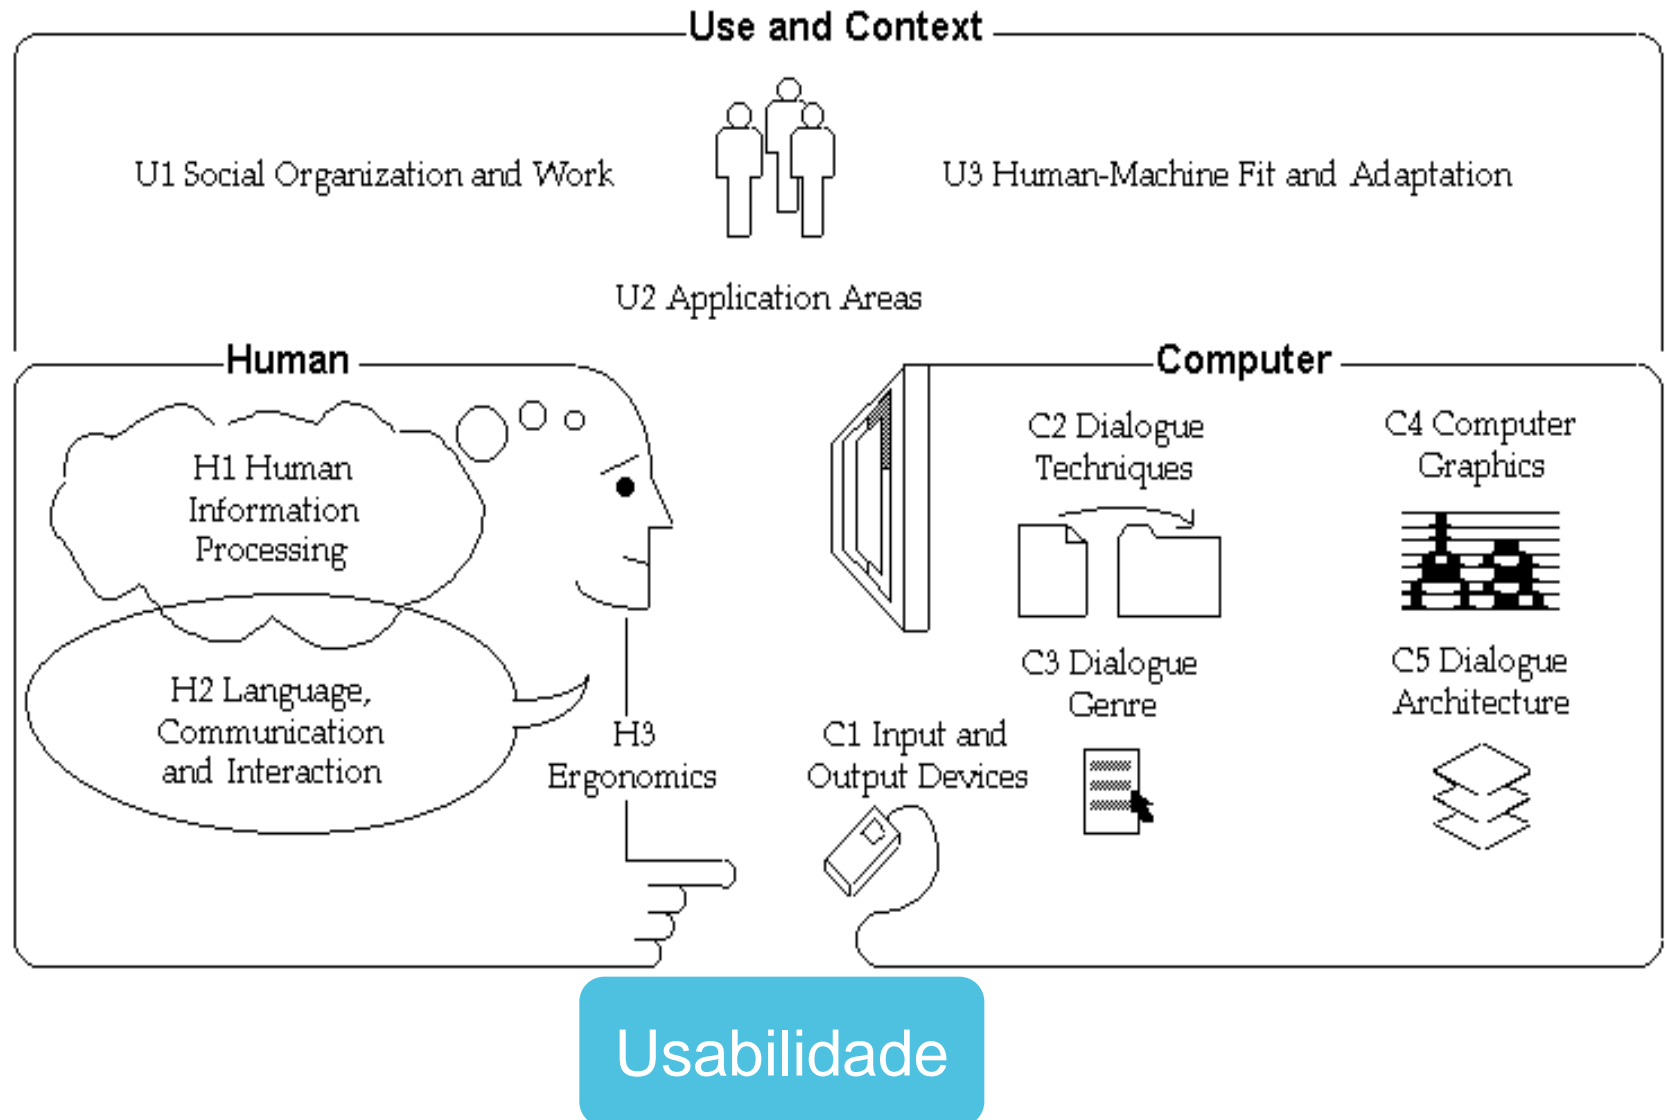 Use and Context
U1 Social Organization and Work
U3 Human-Machine Fit and Adaptation
U2 Application Areas
Human
H1 Human
Information
Processing
H2 Language,
Communication
and Interaction
H3
Ergonomics
Computer
C1 Input and
Output Devices
C2 Dialogue
Techniques
C3 Dialogue
Genre
C4 Computer
Graphics
C5 Dialogue
Architecture
Usabilidade